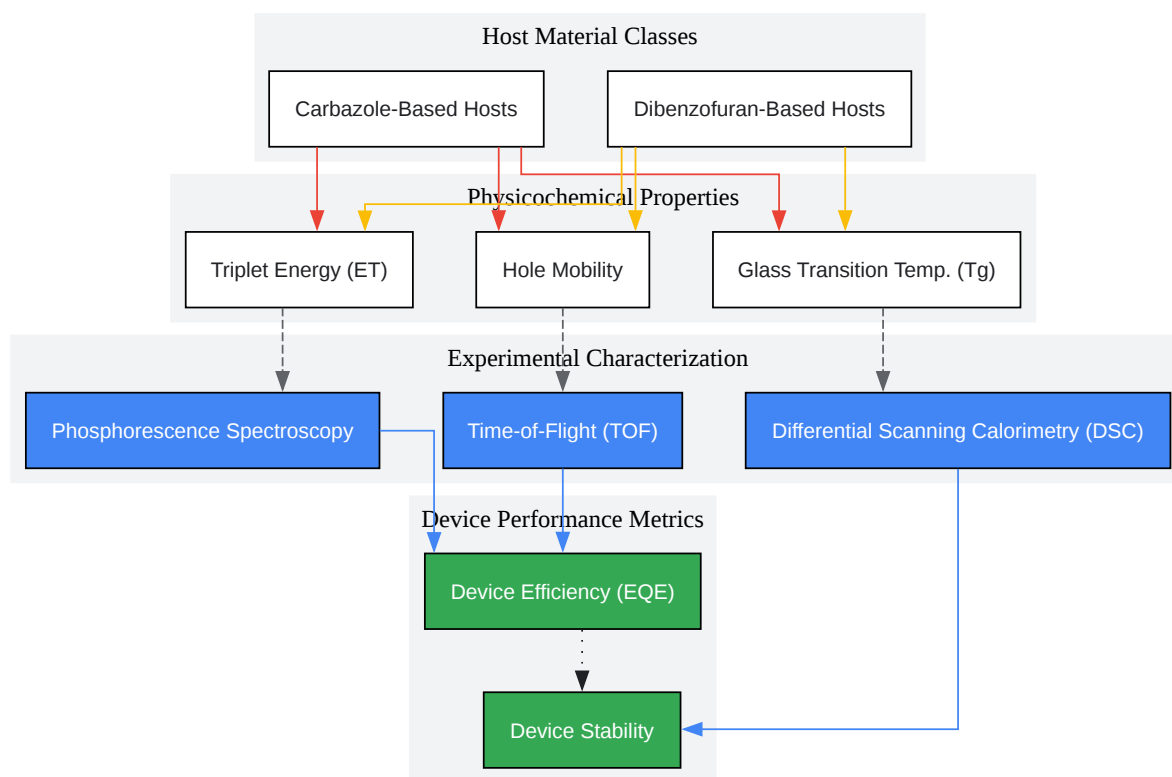 Host Material Classes
Carbazole-Based Hosts
Dibenzofuran-Based Hosts
Physicochemical Properties
Triplet Energy (ET)
Hole Mobility
Glass Transition Temp. (Tg)
Experimental Characterization
Phosphorescence Spectroscopy
Time-of-Flight (TOF)
Differential Scanning Calorimetry (DSC)
Device Performance Metrics
Device Efficiency (EQE)
Device Stability